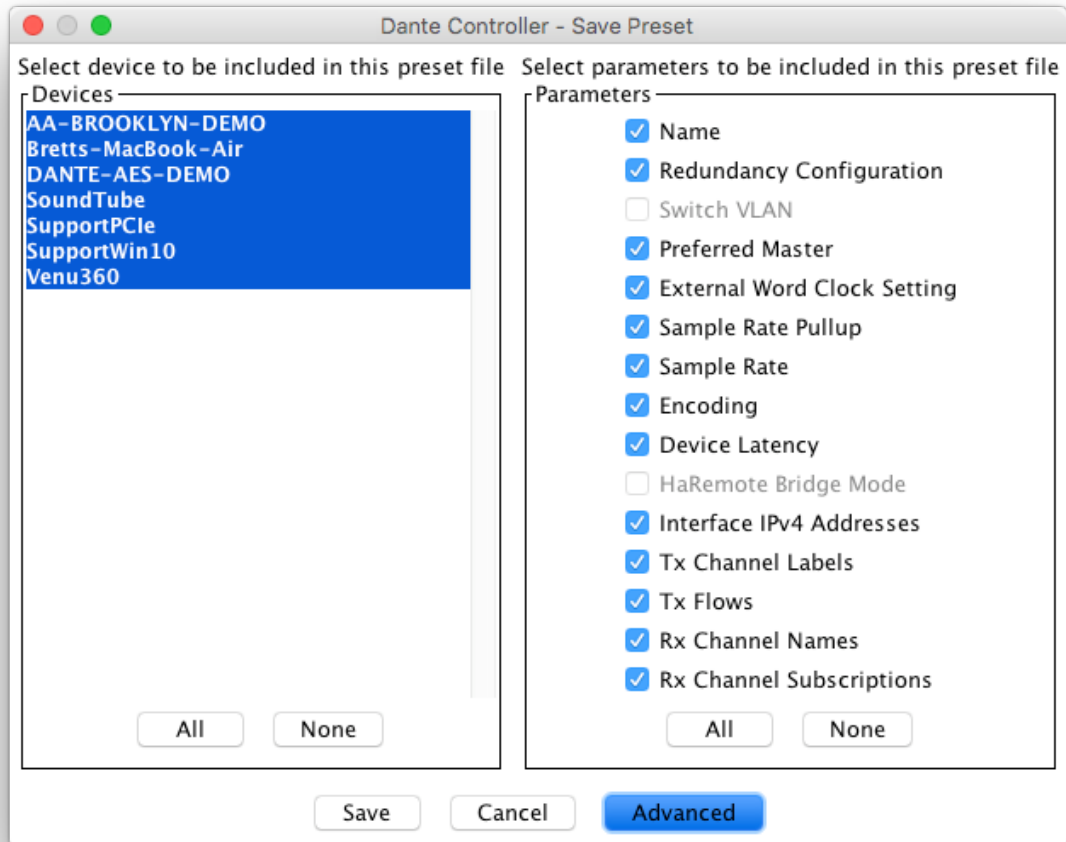 Dante Controller - Save Preset
Select device to be included in this preset file
Devices
AA-BROOKLYN-DEMO
Bretts-MacBook-Air
DANTE-AES-DEMO
SoundTube
SupportPCIe
SupportWin10
Venu360
All None
Select parameters to be included in this preset file
Parameters
Name
Redundancy Configuration
Switch VLAN
Preferred Master
External Word Clock Setting
Sample Rate Pullup
Sample Rate
Encoding
Device Latency
HaRemote Bridge Mode
Interface IPv4 Addresses
Tx Channel Labels
Tx Flows
Rx Channel Names
Rx Channel Subscriptions
All None
Save Cancel Advanced